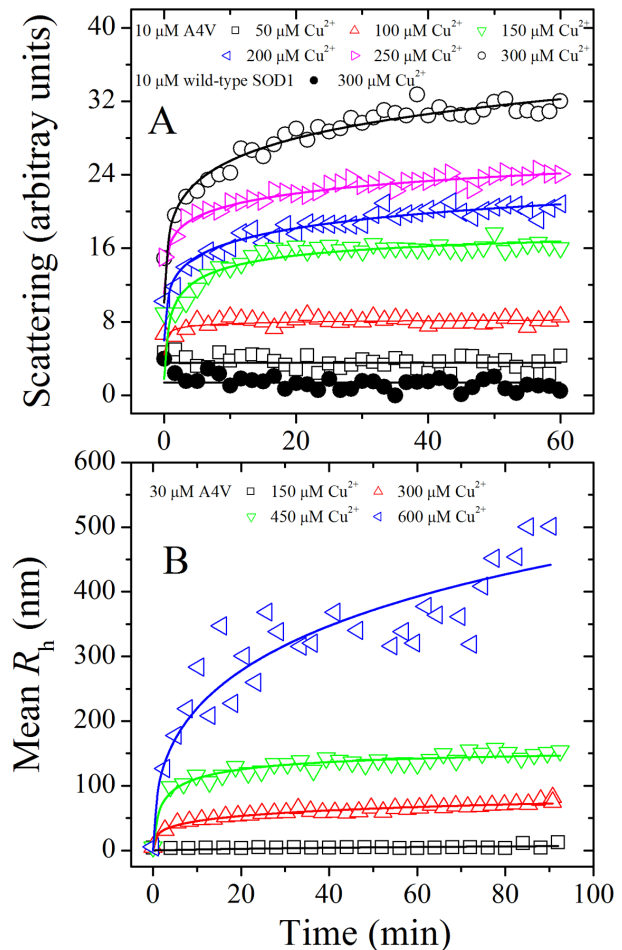 10 μM A4V 50 μM Cu²⁺ 100 μM Cu²⁺ 150 μM Cu²⁺
200 μM Cu²⁺ 250 μM Cu²⁺ 300 μM Cu²⁺
10 μM wild-type SOD1 300 μM Cu²⁺
A
Scattering (arbitray units)
32
24
16
8
0
0 20 40 60
600
500
400
300
200
100
0
30 μM A4V 150 μM Cu²⁺ 300 μM Cu²⁺
450 μM Cu²⁺ 600 μM Cu²⁺
B
Mean Rh (nm)
0 20 40 60 80 100
Time (min)